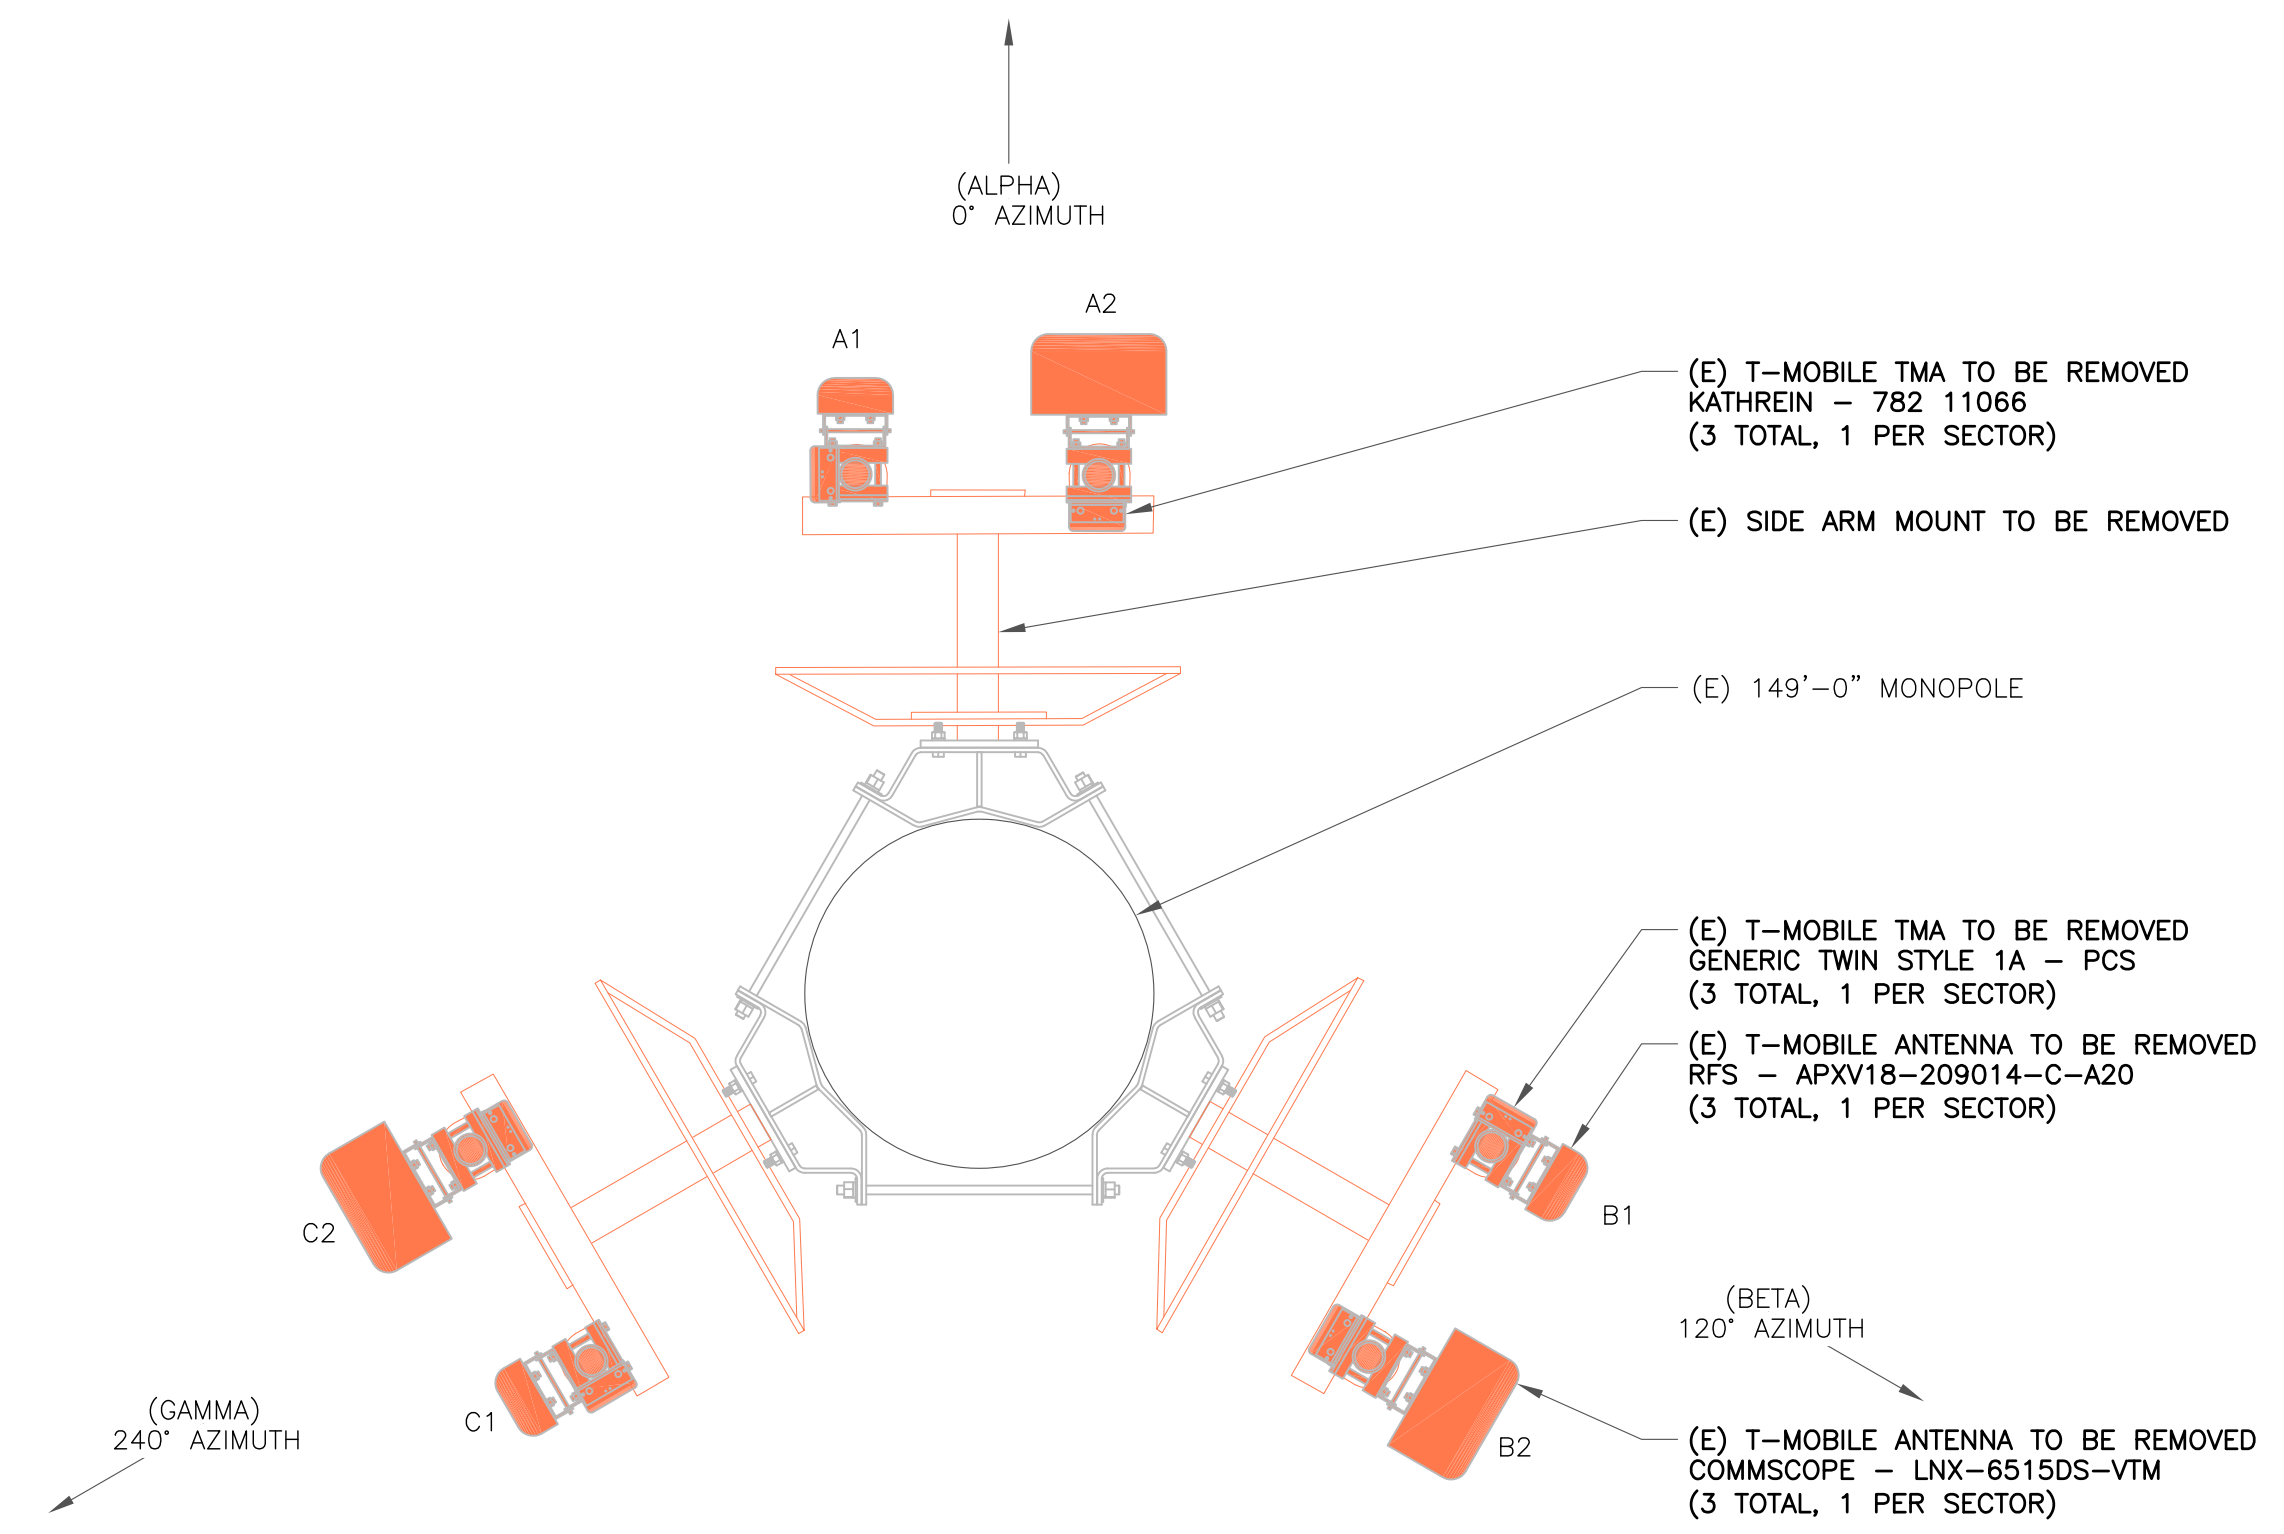 (ALPHA)
0° AZIMUTH
A2
A1
(E) T-MOBILE TMA TO BE REMOVED
KATHREIN - 782 11066
(3 TOTAL, 1 PER SECTOR)
(E) SIDE ARM MOUNT TO BE REMOVED
(E) 149'-0" MONOPOLE
(E) T-MOBILE TMA TO BE REMOVED
GENERIC TWIN STYLE 1A - PCS
(3 TOTAL, 1 PER SECTOR)
(E) T-MOBILE ANTENNA TO BE REMOVED
RFS - APXV18-209014-C-A20
(3 TOTAL, 1 PER SECTOR)
B1
C2
(BETA)
120° AZIMUTH
C1
(GAMMA)
240° AZIMUTH
B2
(E) T-MOBILE ANTENNA TO BE REMOVED
COMMSCOPE - LNX-6515DS-VTM
(3 TOTAL, 1 PER SECTOR)